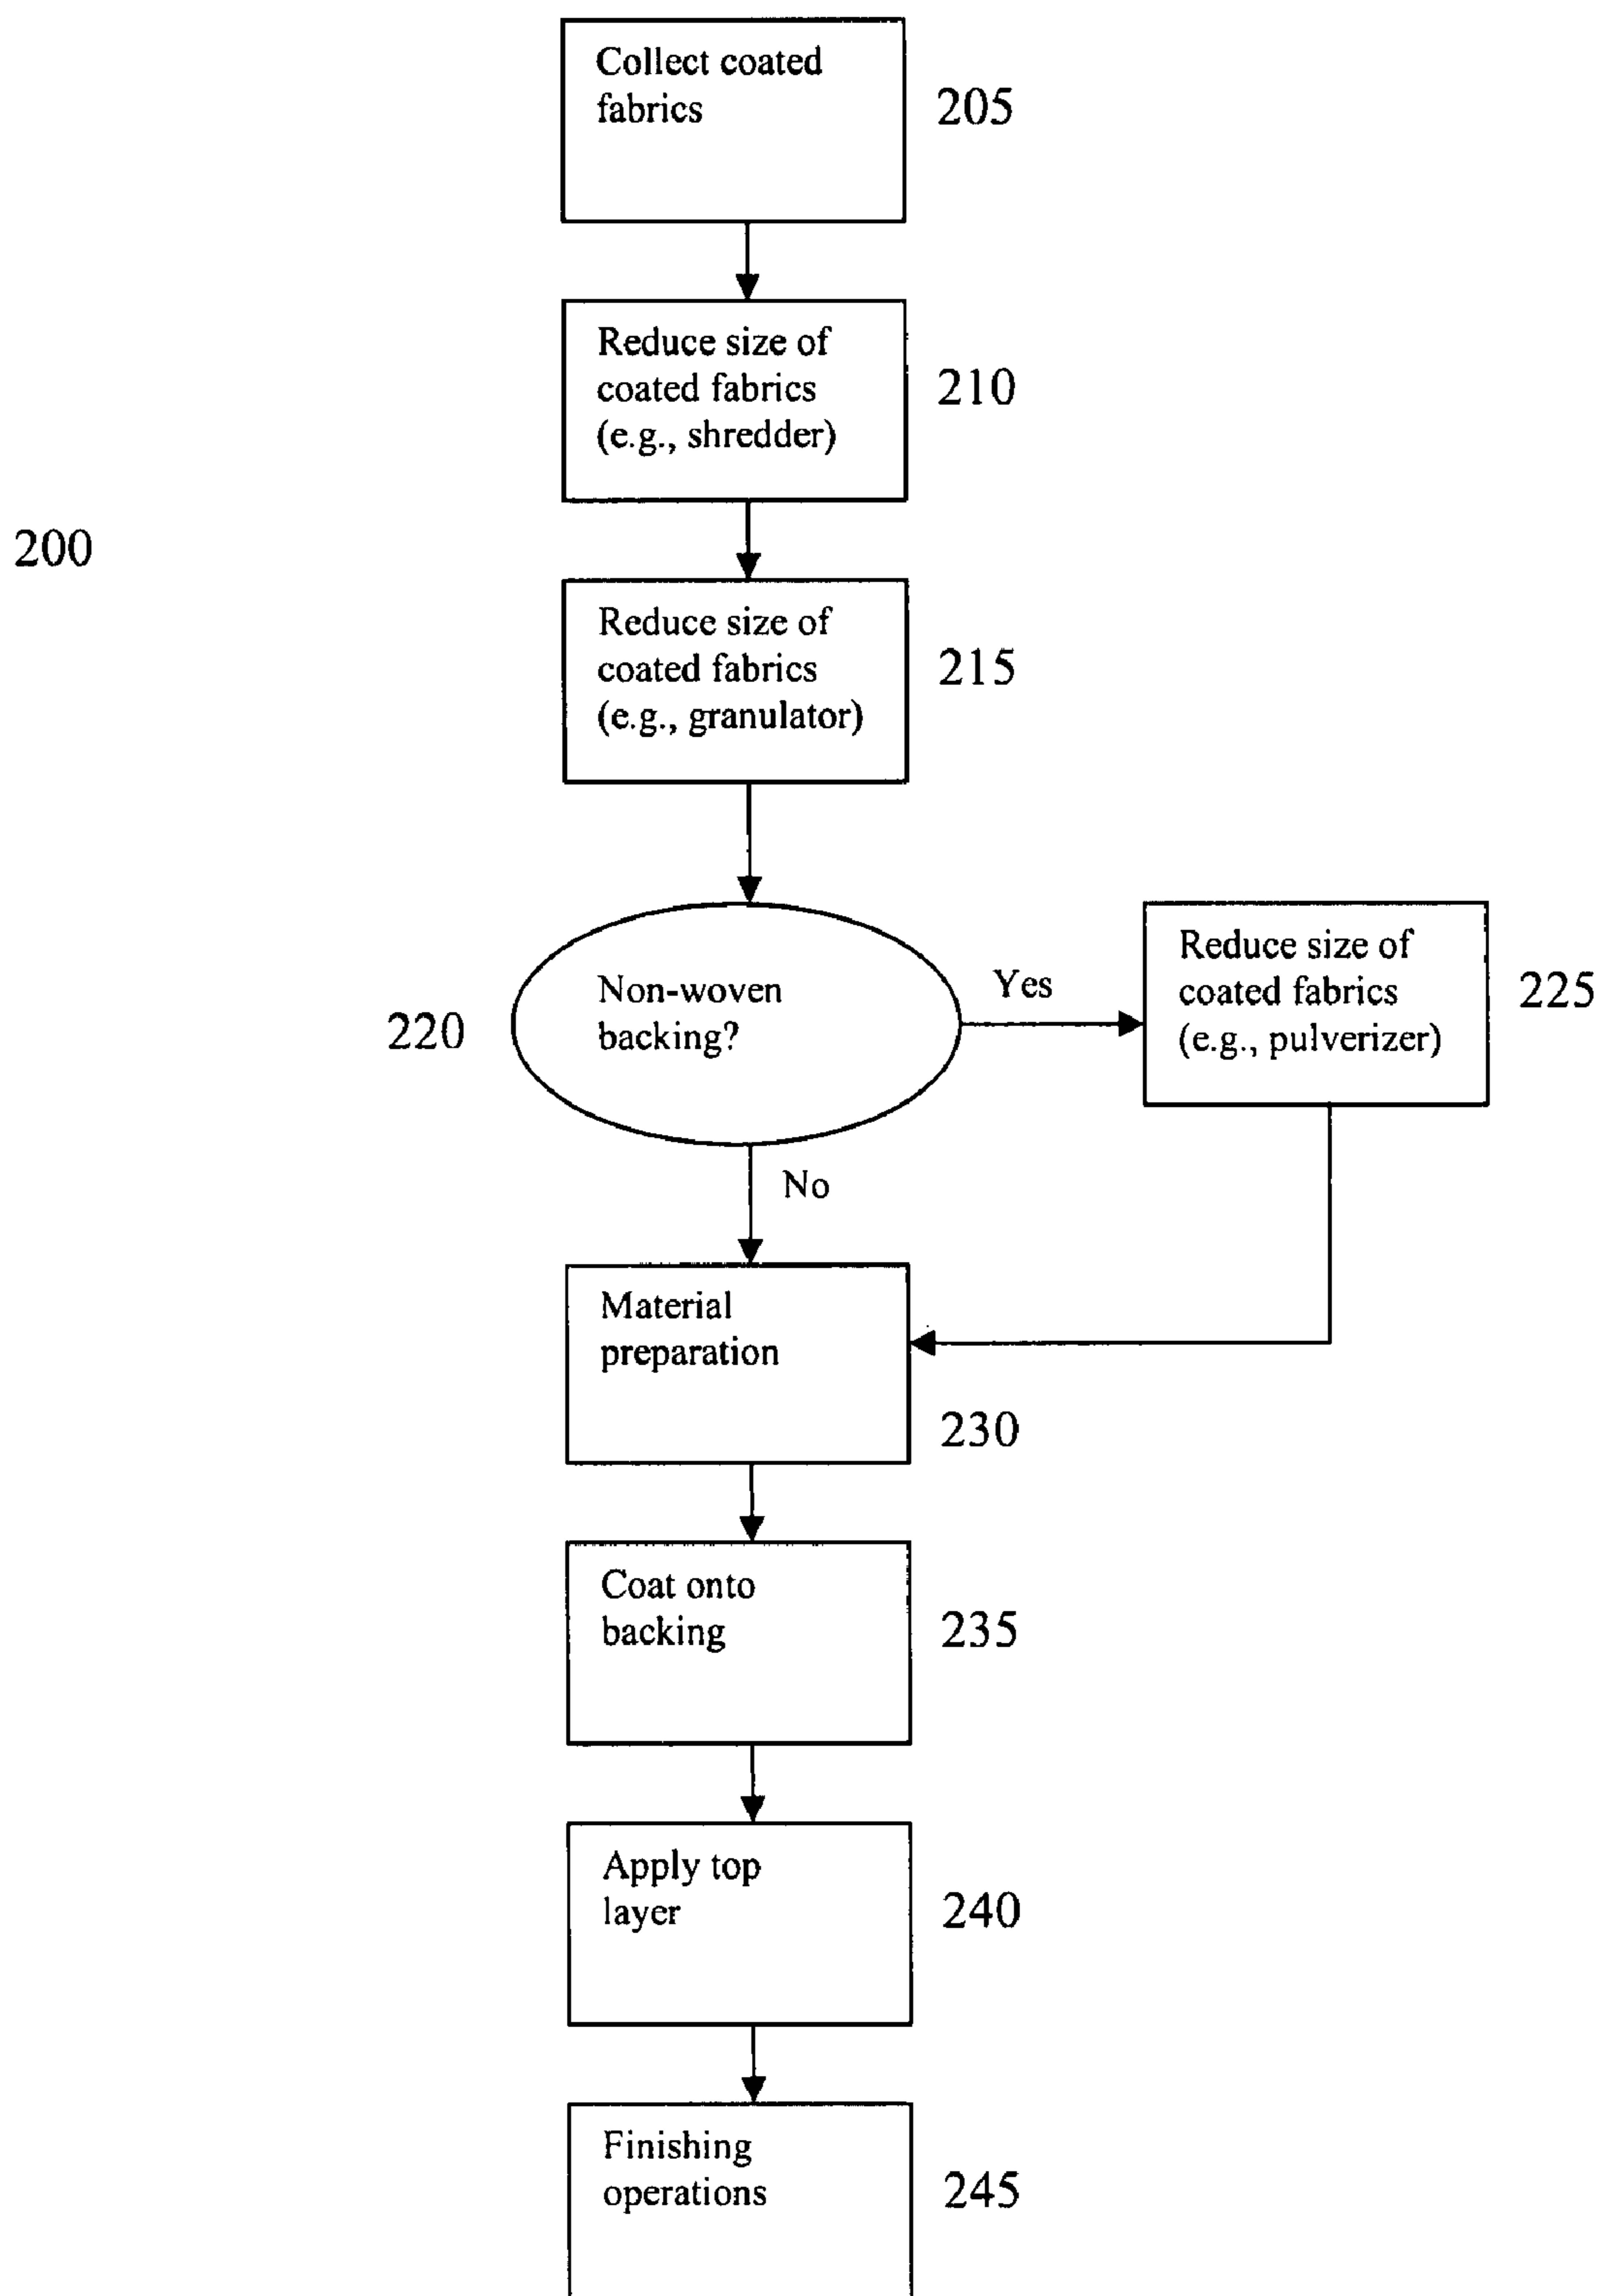 Collect coated
fabrics
205
Reduce size of
coated fabrics
(e.g., shredder)
210
200
Reduce size of
coated fabrics
(e.g., granulator)
215
Non-woven
backing?
220
Yes
Reduce size of
coated fabrics
(e.g., pulverizer)
225
No
Material
preparation
230
Coat onto
backing
235
Apply top
layer
240
Finishing
operations
245